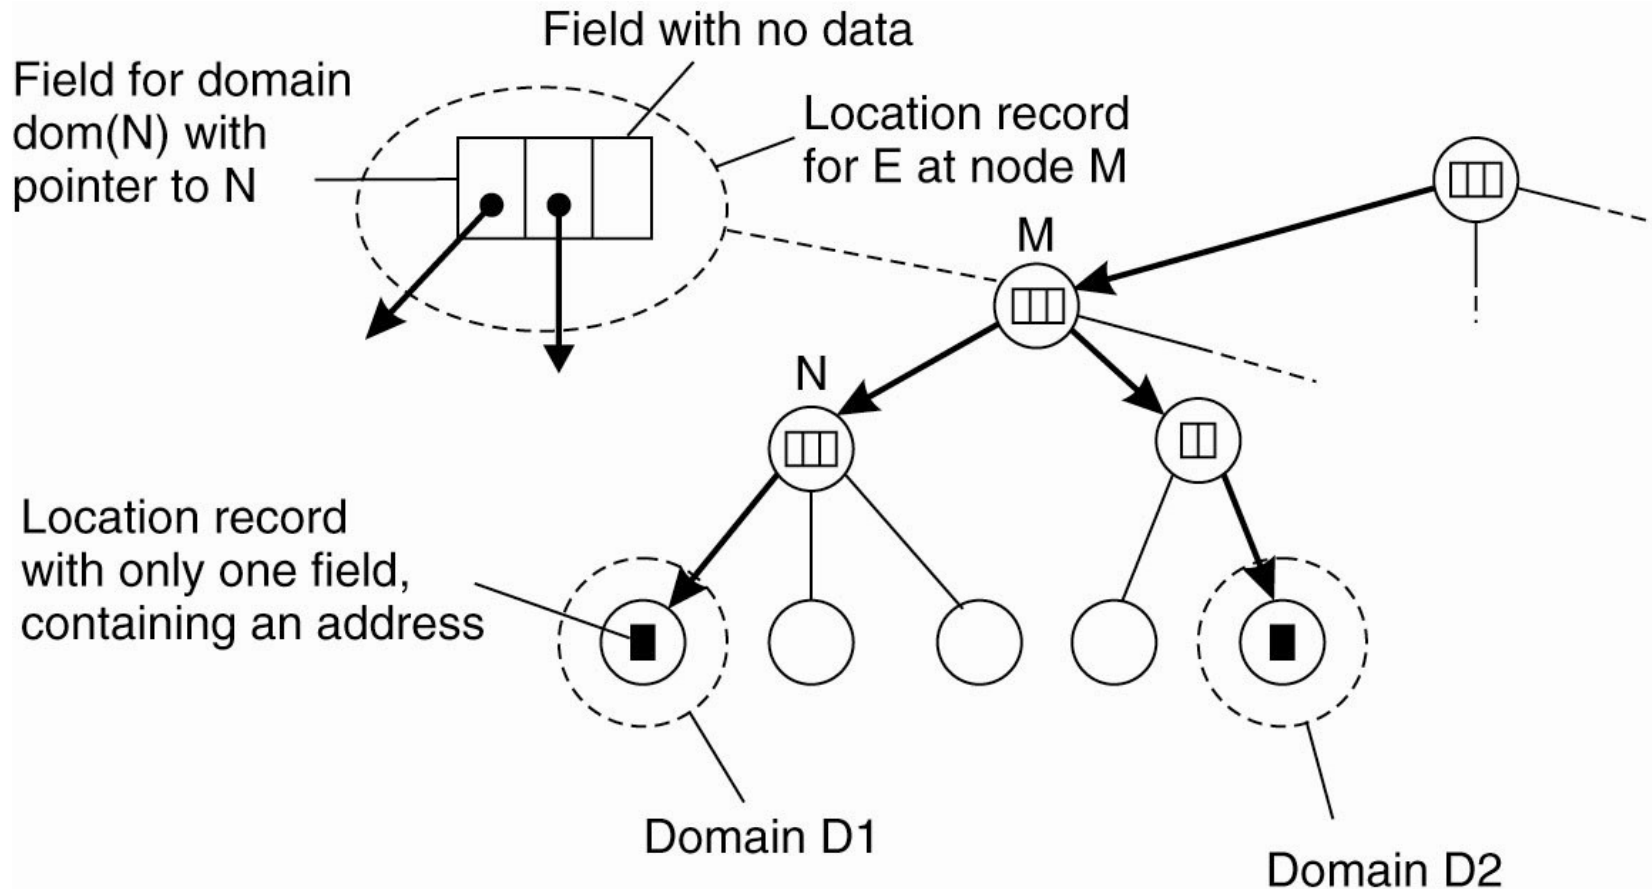 Field with no data
Field for domain
dom(N) with
pointer to N
Location record
for E at node M
M
N
Location record
with only one field,
containing an address
Domain D1
Domain D2